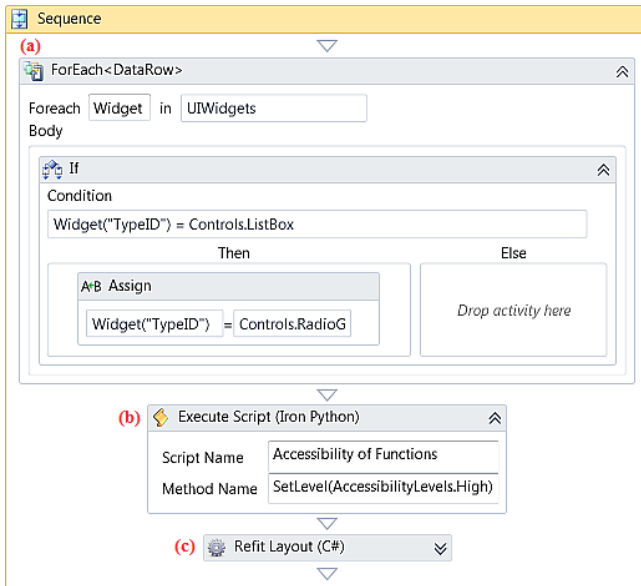 Sequence
(a)
ForEach<DataRow>
Foreach Widget in UIWidgets
Body
If
Condition
Widget("TypeID") = Controls.ListBox
Then Else
A+B Assign
Widget("TypeID") = Controls.RadioG
Drop activity here
(b) Execute Script (Iron Python)
Script Name Accessibility of Functions
Method Name SetLevel(AccessibilityLevels.High)
(c) Refit Layout (C#)